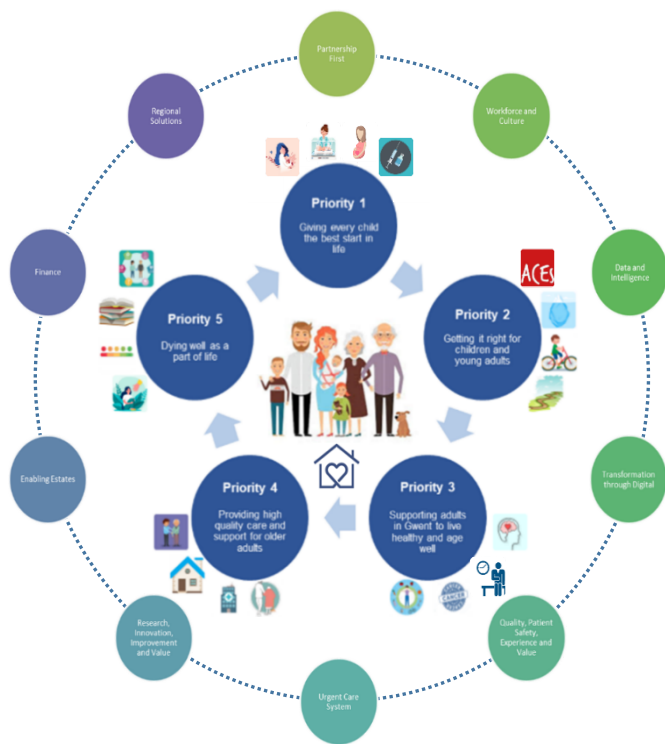 Partnership
First
Workforce and
Culture
Data and
Intelligence
Transformation
through Digital
Quality, Patient
Safety,
Experience and
Value
Urgent Care
System
Research,
Innovation,
Improvement
and Value
Enabling Estates
Finance
Regional
Solutions
Priority 1
Giving every child
the best start in
life
Priority 2
Getting it right for
children and
young adults
ACEs
Priority 3
Supporting adults
in Gwent to live
healthy and age
well
CANCER
Priority 4
Providing high
quality care and
support for older
adults
Priority 5
Dying well as a
part of life